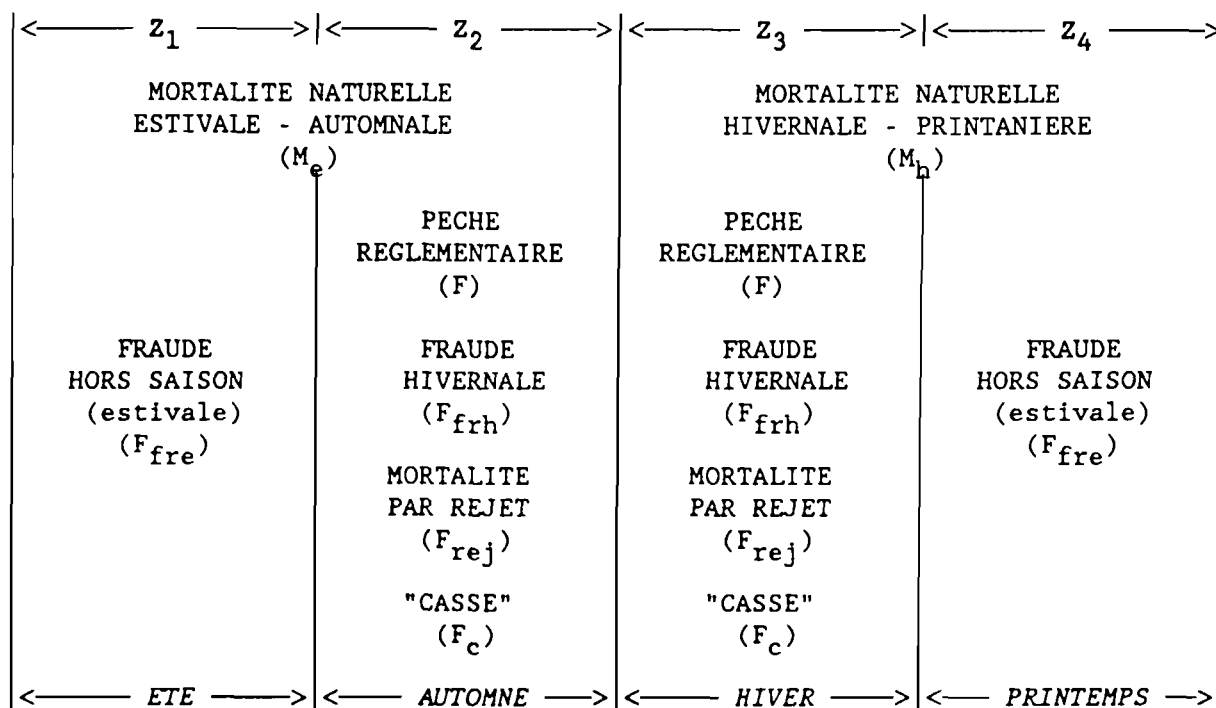 |<—— Z1 ——>|<—— Z2 ——>|<—— Z3 ——>|<—— Z4 ——>
MORTALITE NATURELLE MORTALITE NATURELLE
ESTIVALE - AUTOMNALE HIVERNALE - PRINTANIERE
(Me) (Mh)
PECHE PECHE
REGLEMENTAIRE REGLEMENTAIRE
(F) (F)
FRAUDE FRAUDE FRAUDE FRAUDE
HORS SAISON HIVERNALE HIVERNALE HORS SAISON
(estivale) (Ffrh) (Ffrh) (estivale)
(Ffre) (Ffre)
MORTALITE MORTALITE
PAR REJET PAR REJET
(Frej) (Frej)
"CASSE" "CASSE"
(Fc) (Fc)
|<—— ETE ——>|<—— AUTOMNE ——>|<—— HIVER ——>|<—— PRINTEMPS ——>